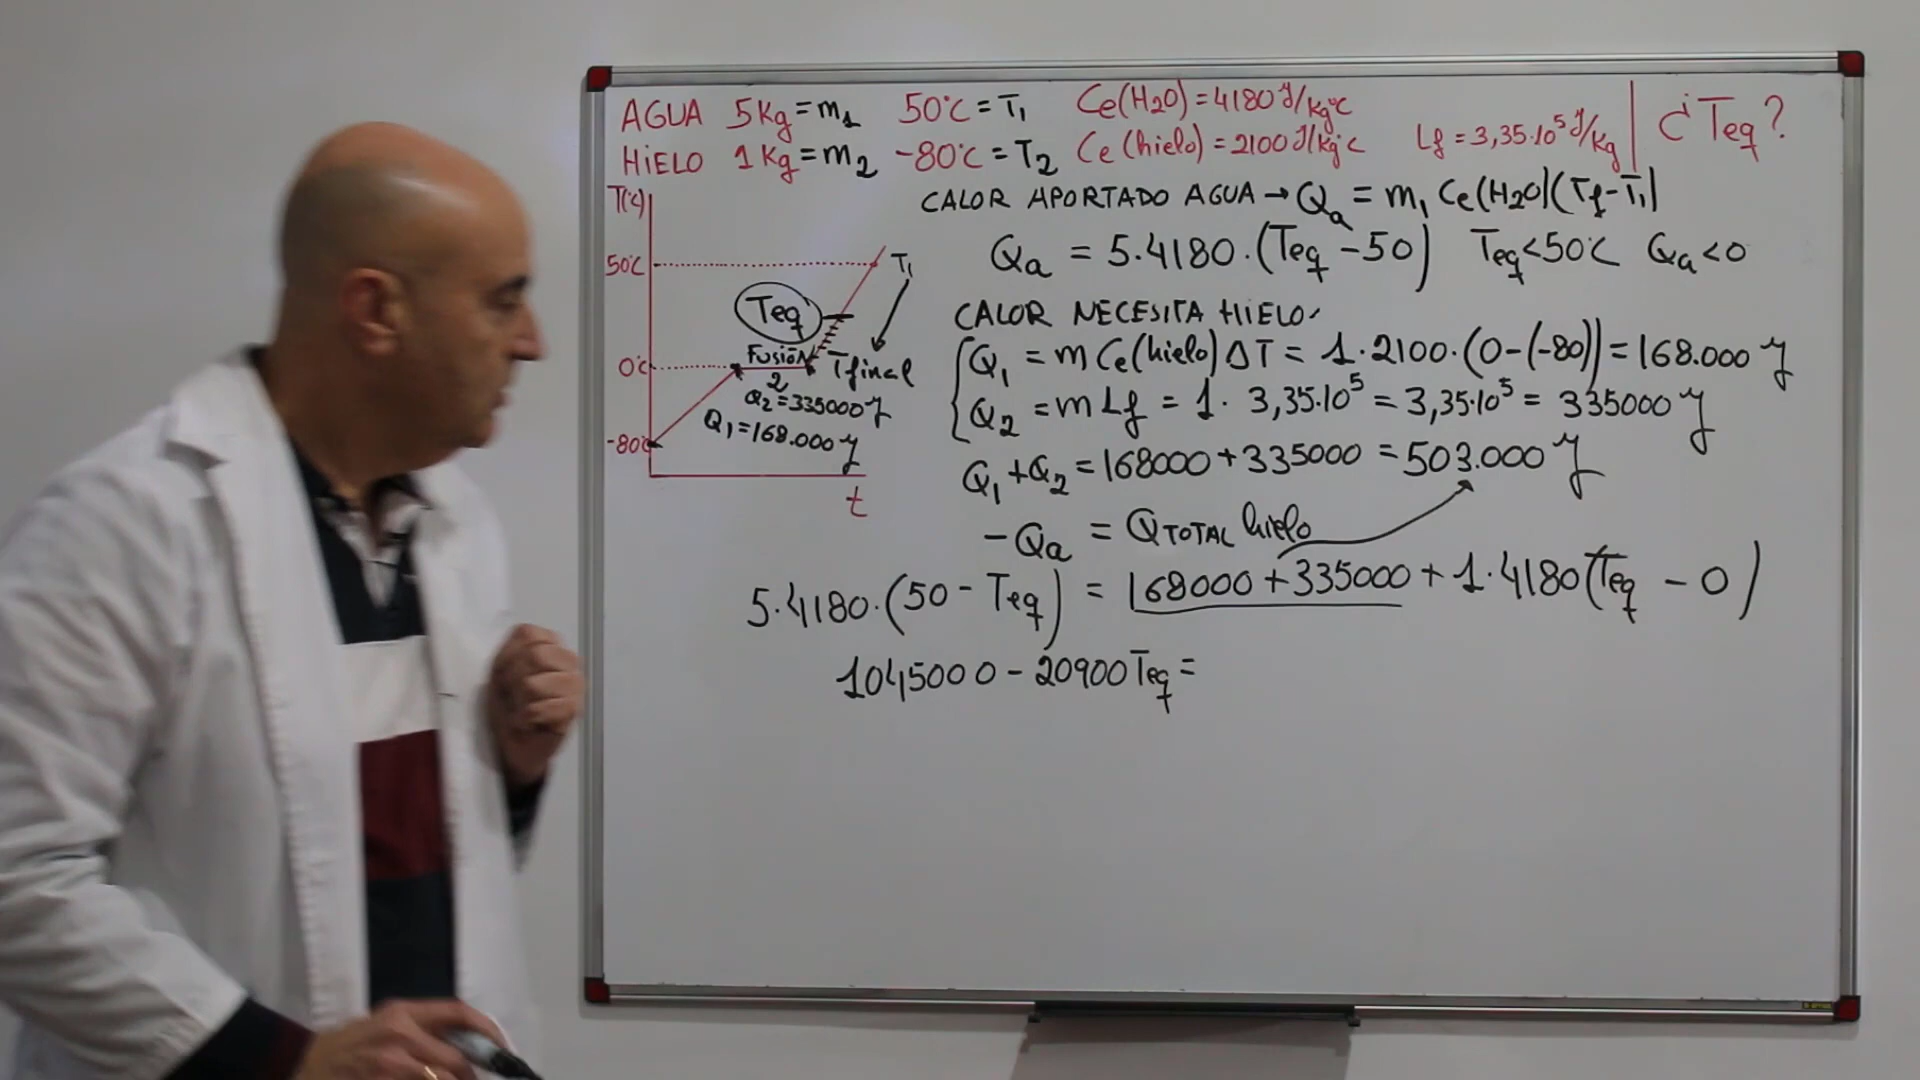 AGUA 5Kg = m1 50°C = T1 Ce(H2O) = 4180 J/Kg°C
HiELO 1Kg = m2 -80°C = T2 Ce(hielo) = 2100 J/Kg°C Lf = 3,35·10^5 J/Kg ¿Teq?
T(°C)
CALOR APORTADO AGUA → Qa = m1 Ce(H2O)(Tf-T1)
Qa = 5·4180·(Teq - 50) Teq<50°C Qa<0
50°C T1
Teq
CALOR NECESITA HIELO
Fusión
0°C Tfinal
2
Q2 = 335000 J
Q1 = 168.000 J
-80°C
t
Q1 = m Ce(hielo) ΔT = 1·2100·(0-(-80)) = 168.000 J
Q2 = m Lf = 1· 3,35·10^5 = 3,35·10^5 = 335000 J
Q1 + Q2 = 168000 + 335000 = 503.000 J
-Qa = QTOTAL hielo
5·4180·(50 - Teq) = 168000 + 335000 + 1·4180(Teq - 0)
1045000 - 20900Teq =